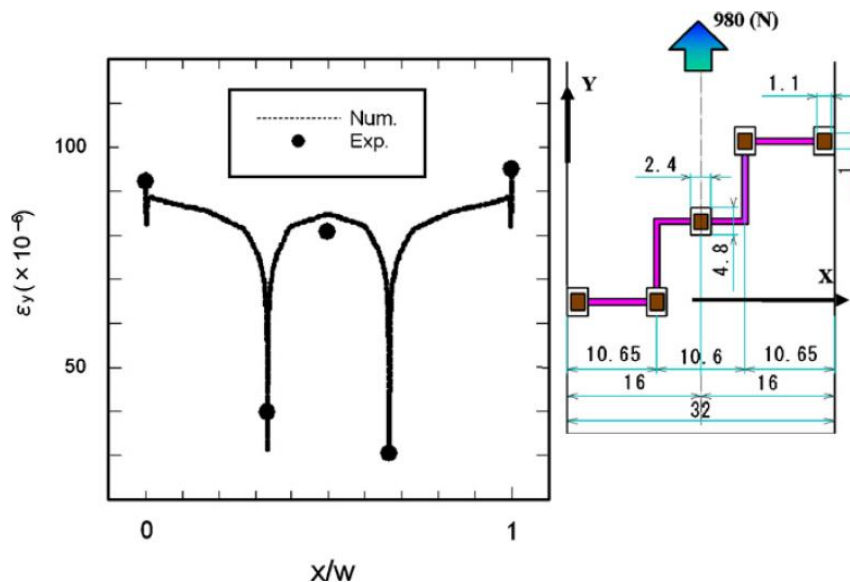 980 (N)
Num.
Exp.
100
50
εy(×10⁻⁶)
0
1
x/w
Y
1.1
2.4
1
4.8
X
10.65
10.6
10.65
16
16
32